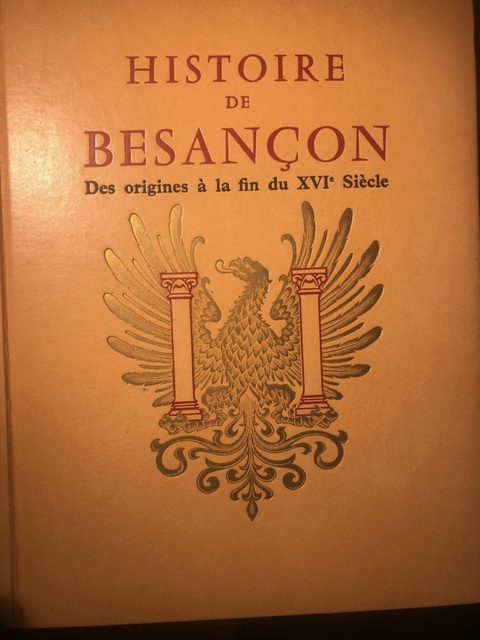 HISTOIRE
DE
BESANÇON
Des origines à la fin du XVIe Siècle